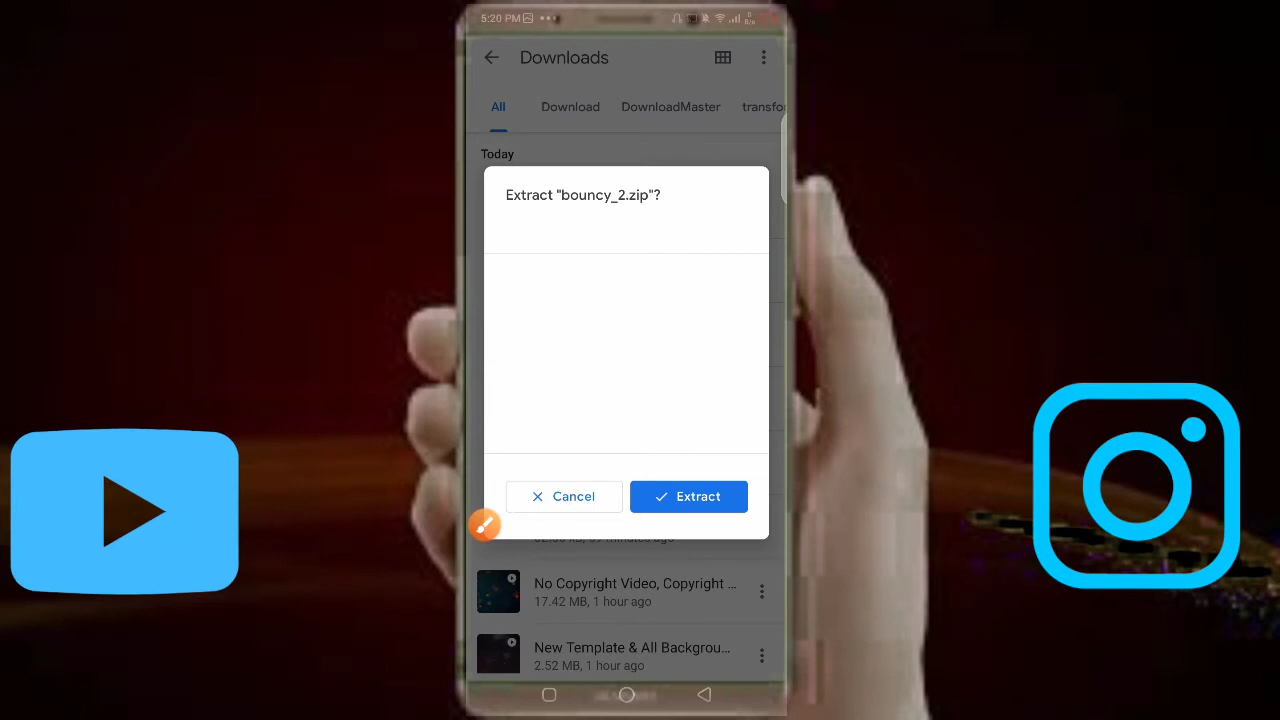 5:20 PM
Downloads
All Download DownloadMaster transfo
Today
Extract "bouncy_2.zip"?
Cancel Extract
No Copyright Video, Copyright ...
17.42 MB, 1 hour ago
New Template & All Backgrou...
2.52 MB, 1 hour ago